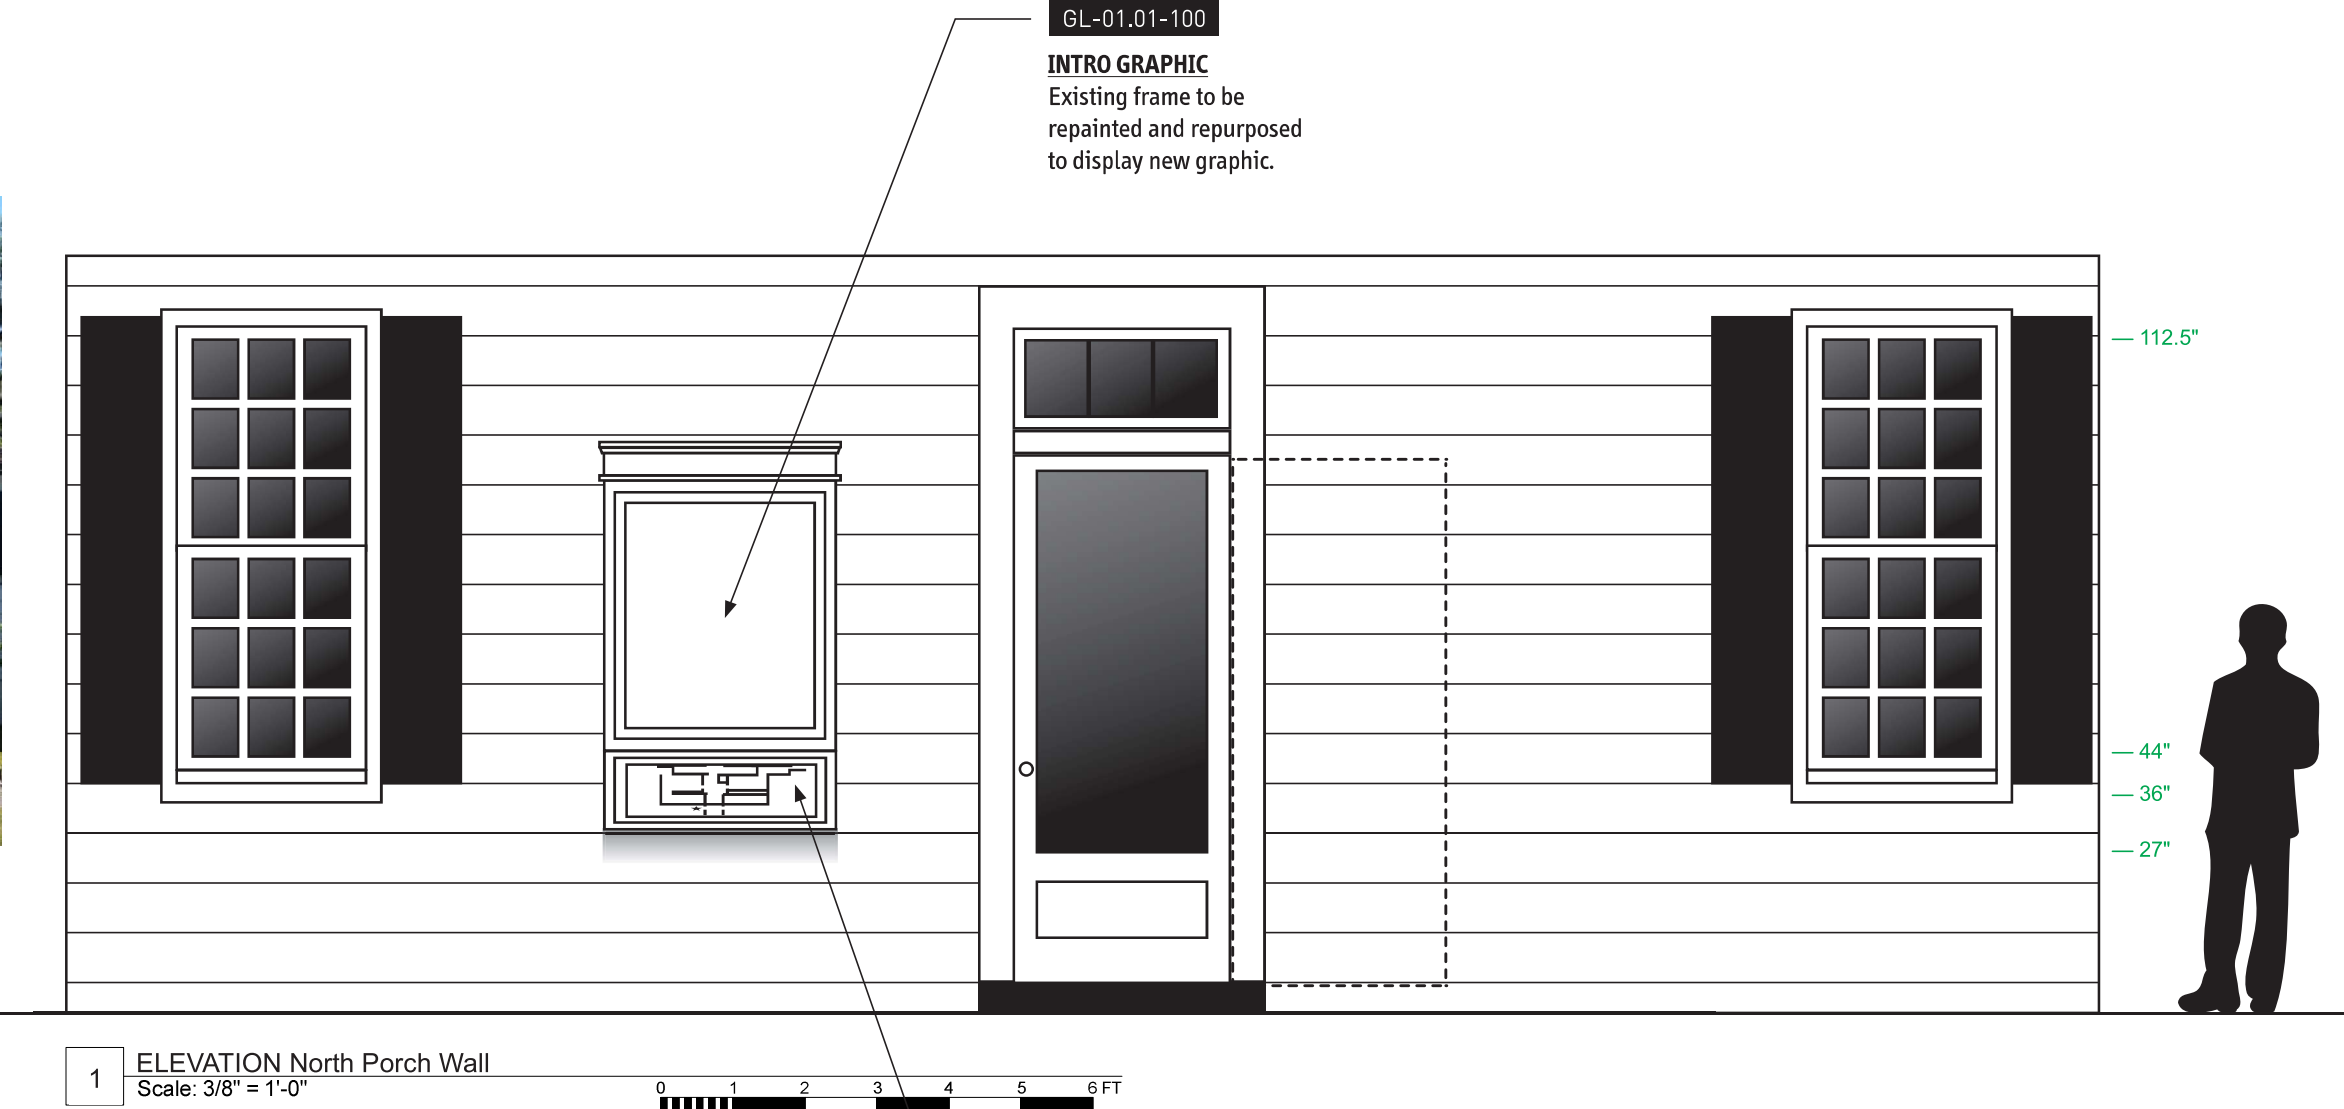 GL-01.01-100
INTRO GRAPHIC
Existing frame to be
repainted and repurposed
to display new graphic.
112.5"
44"
36"
27"
1
ELEVATION North Porch Wall
Scale: 3/8" = 1'-0"
0 1 2 3 4 5 6 FT